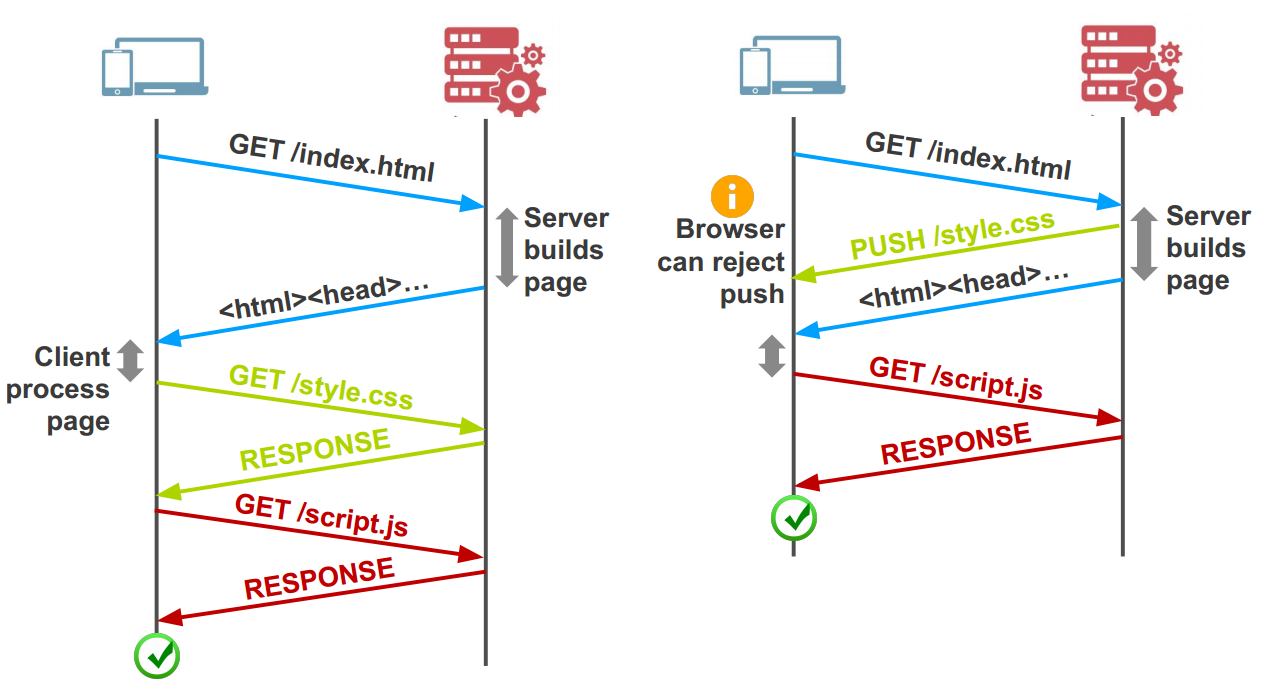 GET /index.html
Server
builds
page
<html><head>…
Client
process
page
GET /style.css
RESPONSE
GET /script.js
RESPONSE
GET /index.html
i
Browser
can reject
push
PUSH /style.css
Server
builds
page
<html><head>…
GET /script.js
RESPONSE